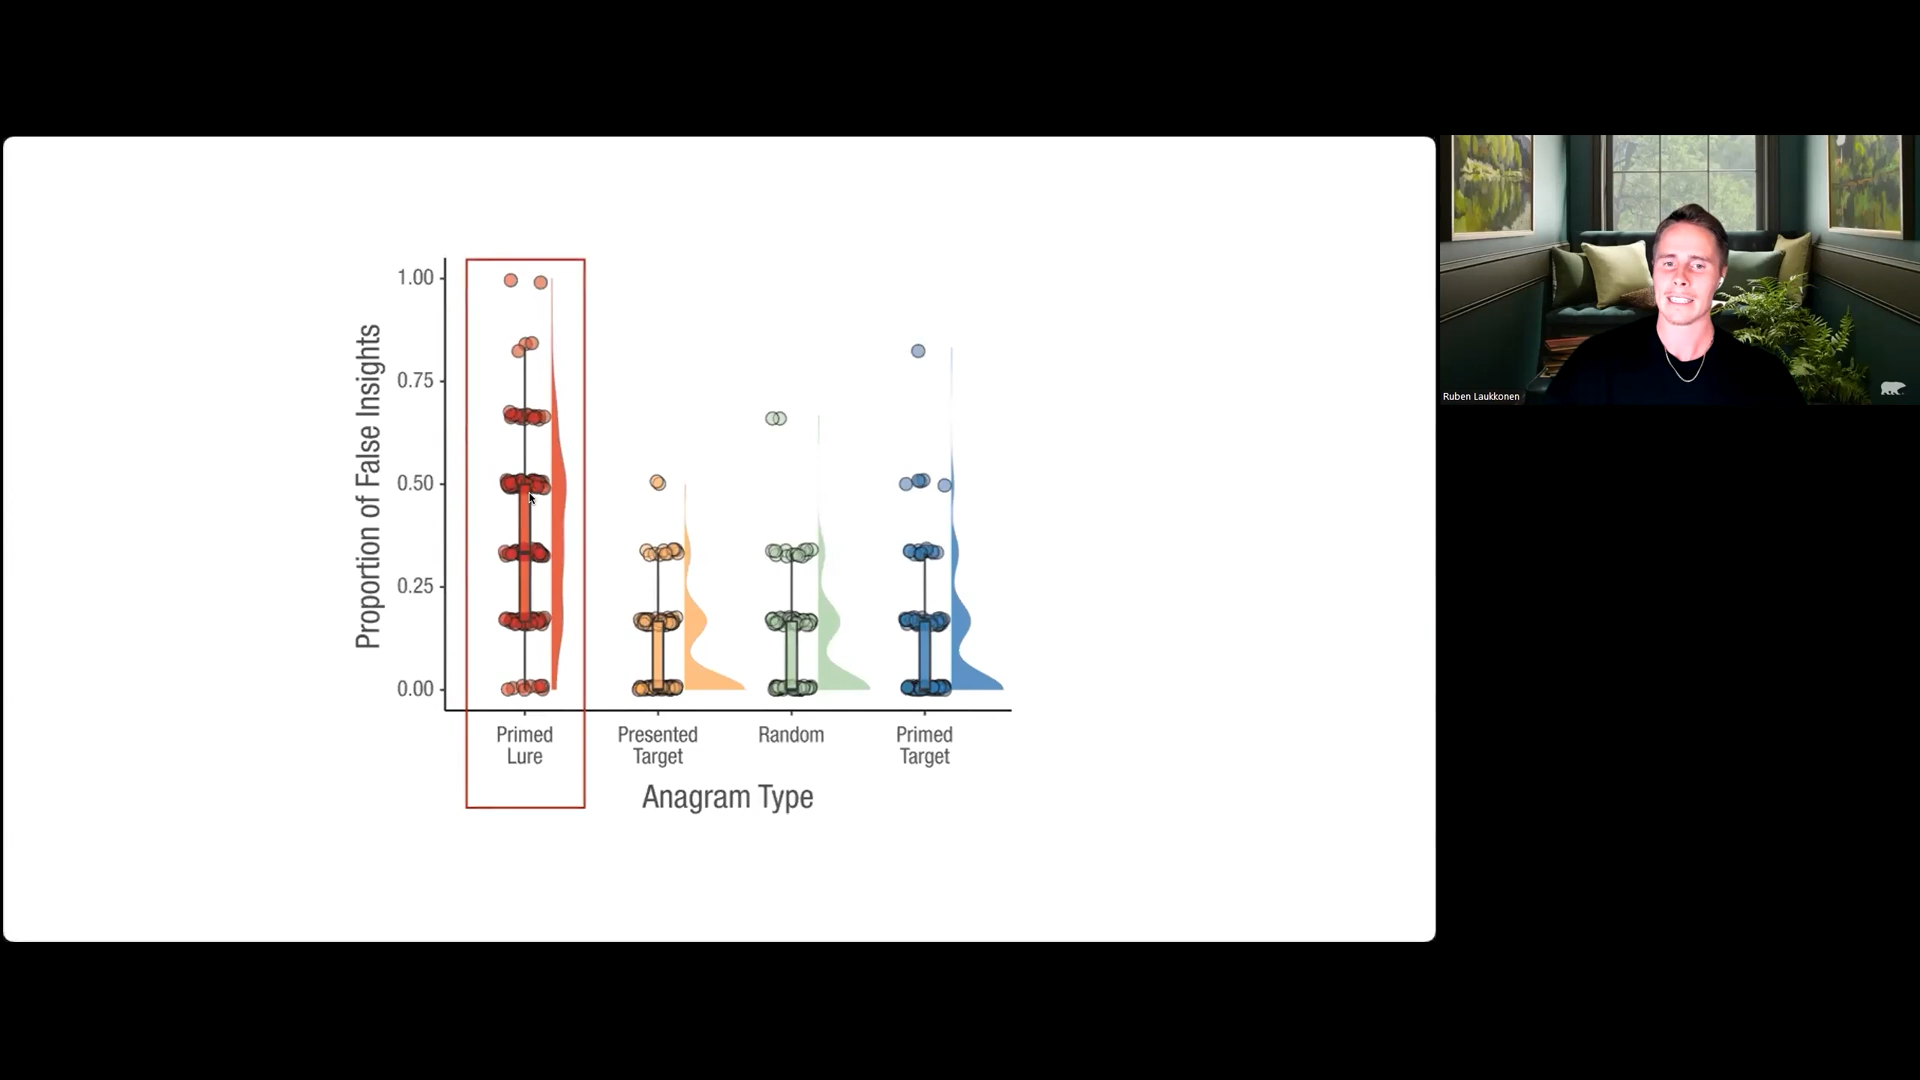 Proportion of False Insights
1.00
0.75
0.50
0.25
0.00
Primed
Lure
Presented
Target
Random
Primed
Target
Anagram Type
Ruben Laukkonen